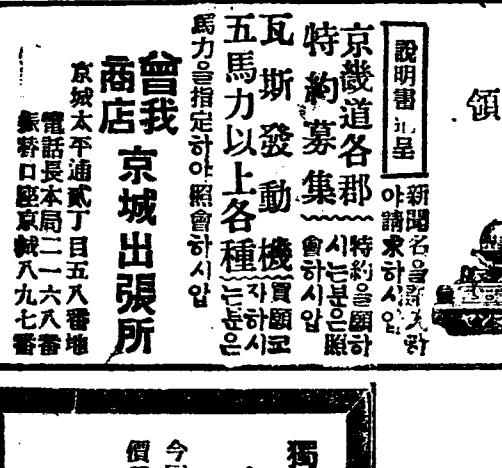 領
說明書進呈
新聞名을記入하
야請求하시압
京畿道各郡
特約募集
特約을願하
시는분은照
會하시압
瓦斯發動機
五馬力以上各種
買願코
자하시
는분은
馬力을指定하야照會하시압
曾我
商店
京城出張所
京城太平通貳丁目五八番地
電話長本局二一六八番
振替口座京城八九七番
獨
今
價